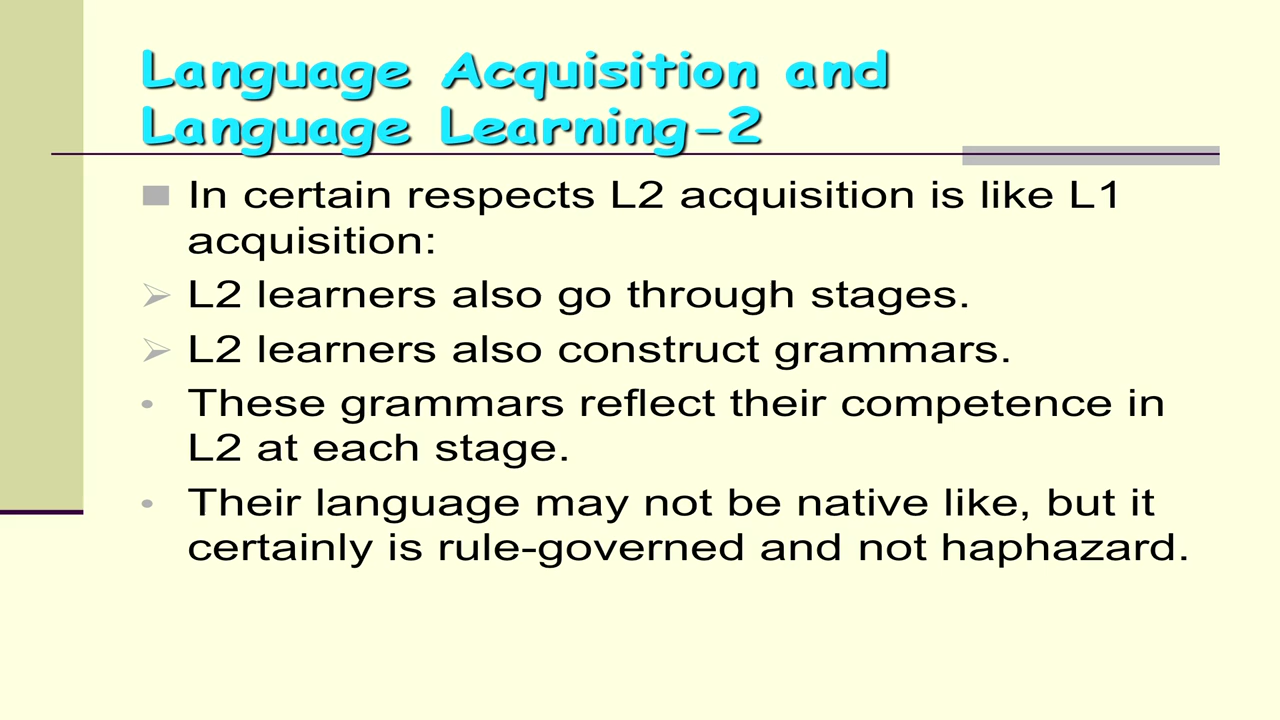 Language Acquisition and
Language Learning-2
In certain respects L2 acquisition is like L1
acquisition:
L2 learners also go through stages.
L2 learners also construct grammars.
These grammars reflect their competence in
L2 at each stage.
Their language may not be native like, but it
certainly is rule-governed and not haphazard.